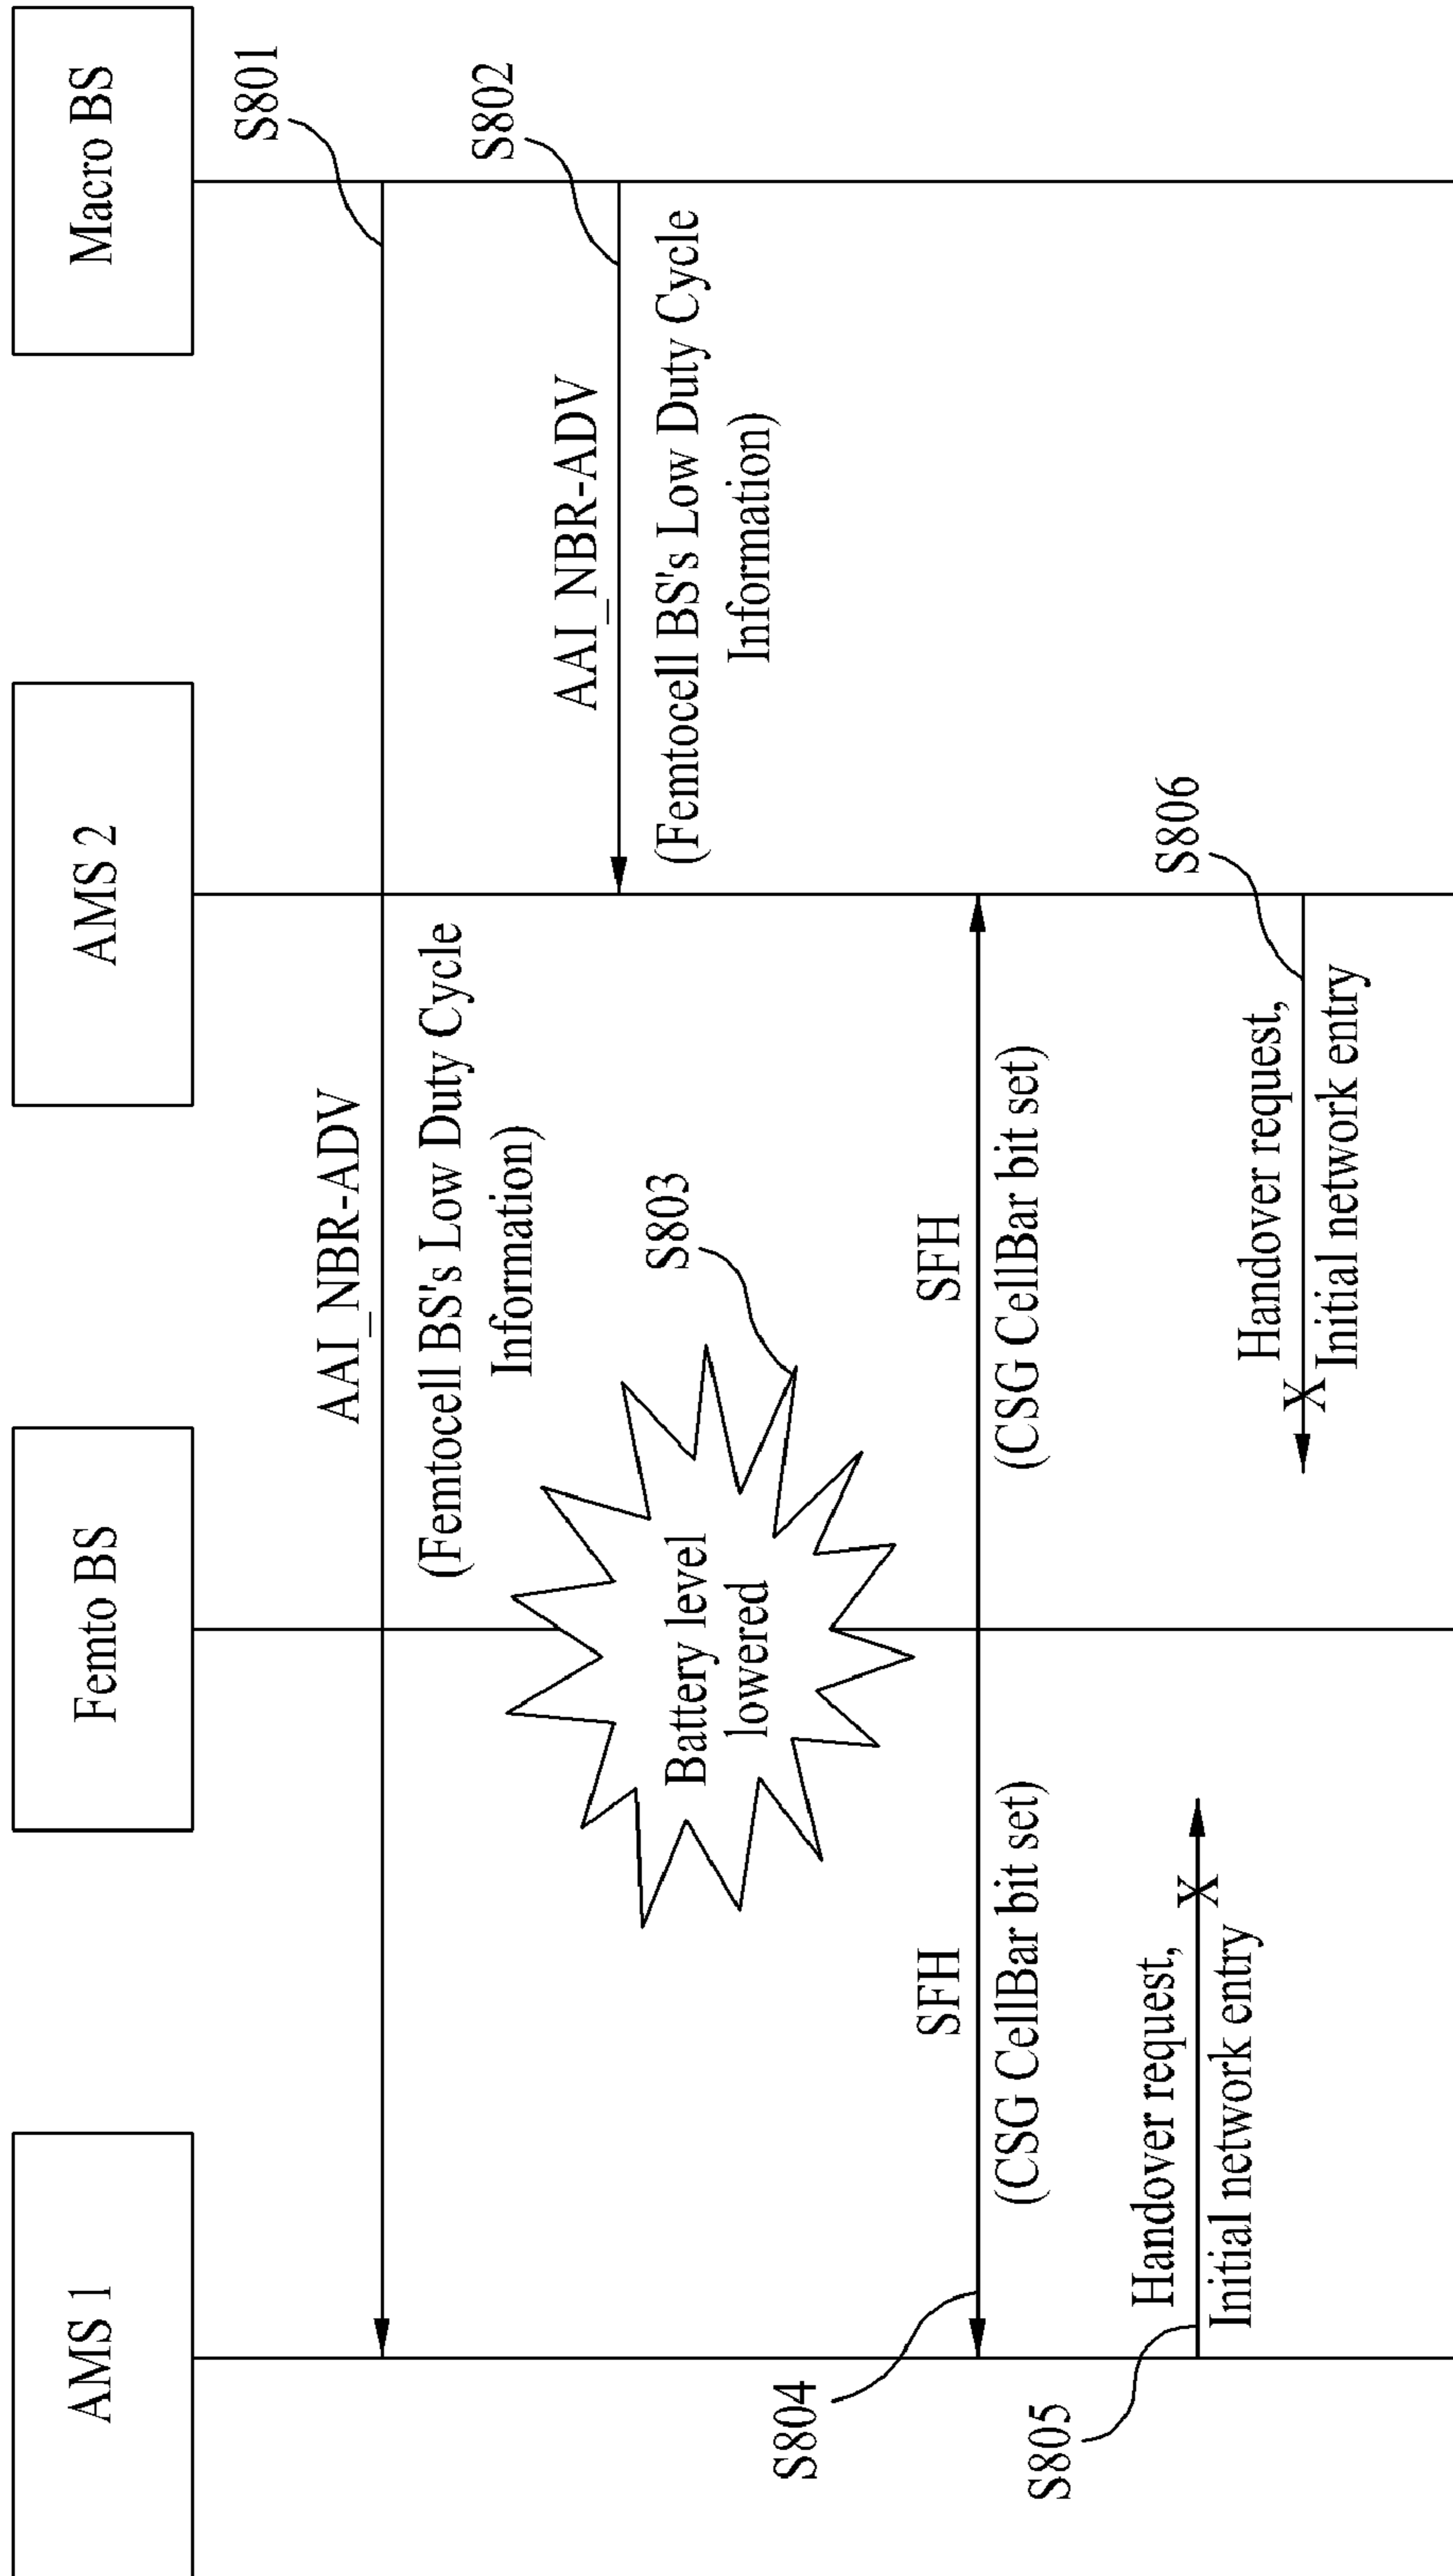 AMS 1
Femto BS
AMS 2
Macro BS
S801
AAI_NBR-ADV
(Femtocell BS's Low Duty Cycle
Information)
S802
AAI_NBR-ADV
(Femtocell BS's Low Duty Cycle
Information)
S803
Battery level
lowered
S804
SFH
(CSG CellBar bit set)
SFH
(CSG CellBar bit set)
S805
Handover request,
X
Initial network entry
S806
Handover request,
X
Initial network entry